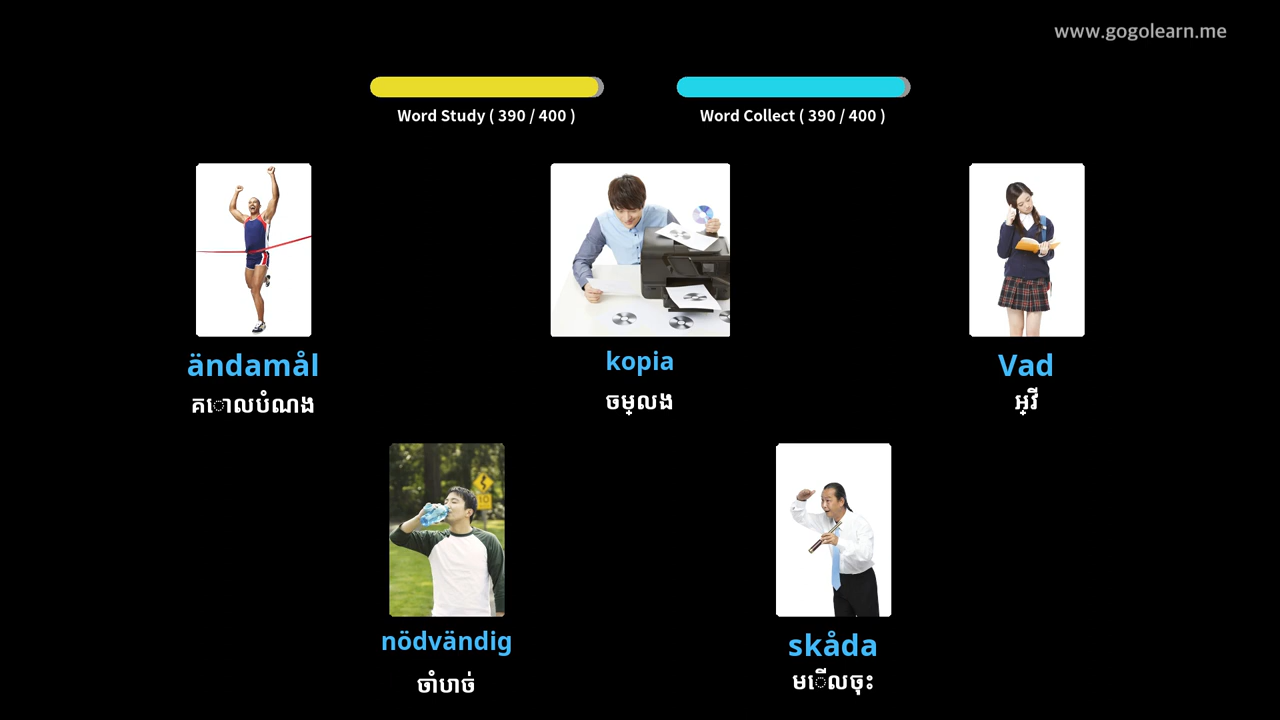 www.gogolearn.me
Word Study ( 390 / 400 )
Word Collect ( 390 / 400 )
ändamål
គោលបំណង
kopia
ចម្លង
Vad
អ្វី
nödvändig
ចាំបាច់
skåda
មើលចុះ